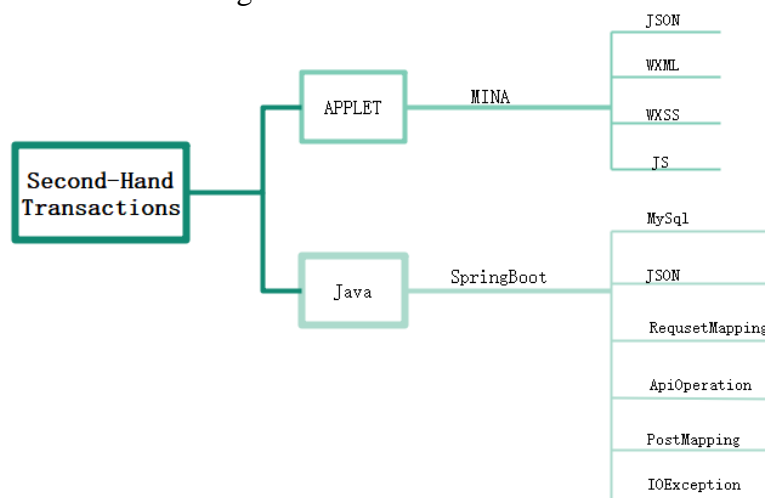 JSON
WXML
APPLET
MINA
WXSS
JS
Second-Hand
Transactions
MySql
Java
SpringBoot
JSON
RequsetMapping
ApiOperation
PostMapping
IOException